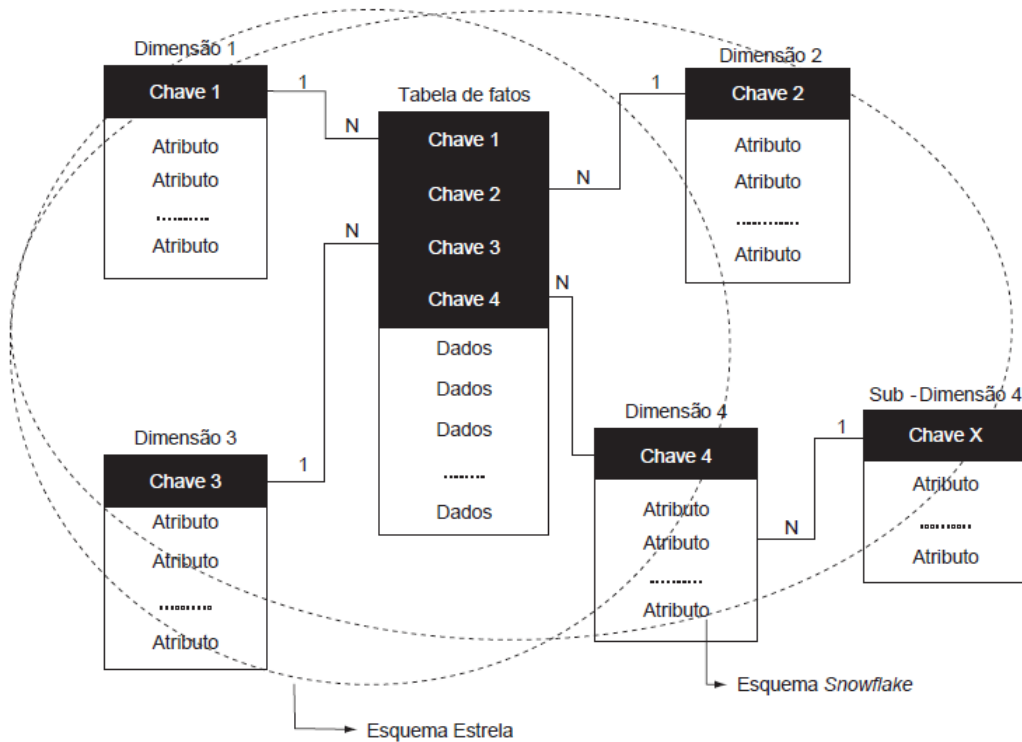 Dimensão 1
Chave 1
Atributo
Atributo
..........
Atributo
1
N
Tabela de fatos
Chave 1
Chave 2
Chave 3
Chave 4
Dados
Dados
Dados
........
Dados
Dimensão 2
Chave 2
Atributo
Atributo
..........
Atributo
1
N
Dimensão 3
Chave 3
Atributo
Atributo
..........
Atributo
1
N
Dimensão 4
Chave 4
Atributo
Atributo
..........
Atributo
N
Sub - Dimensão 4
Chave X
Atributo
..........
Atributo
1
N
Esquema Snowflake
Esquema Estrela